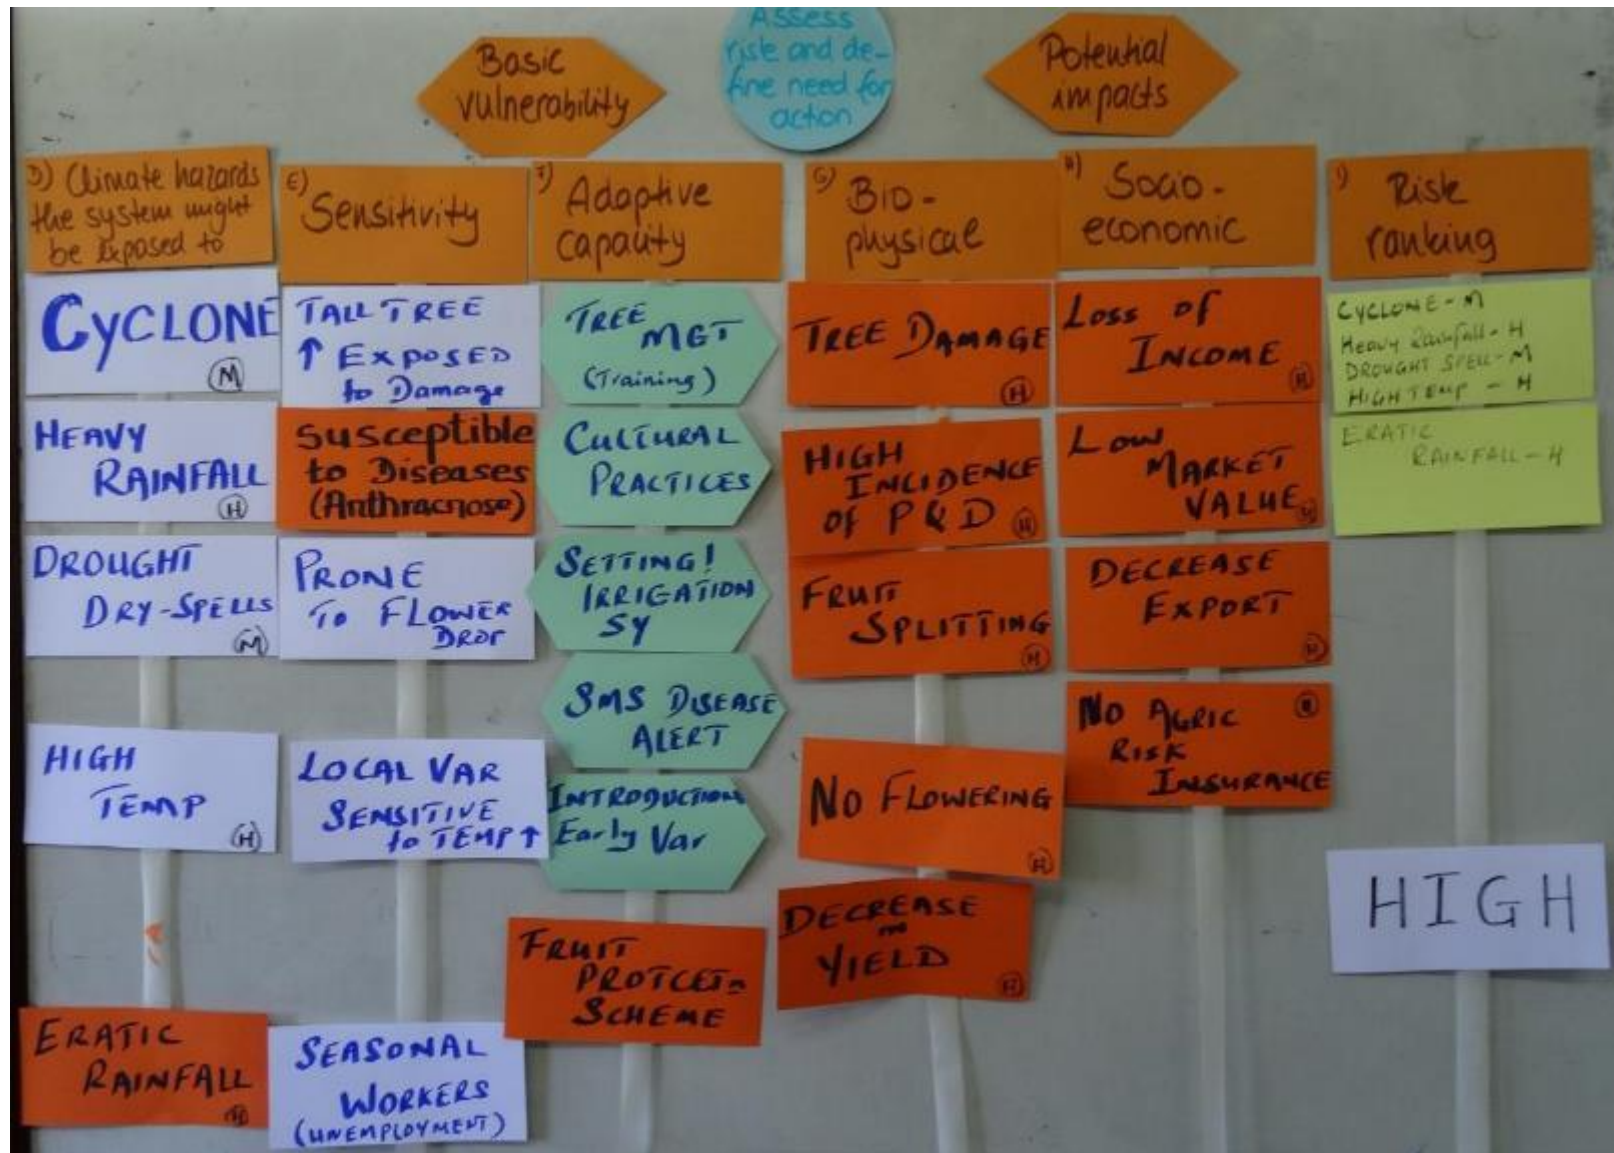 Assess
risk and de-
fine need for
action
Basic
vulnerability
Potential
impacts
D) Climate hazards
the system might
be Exposed to
CYCLONE
M
HEAVY
RAINFALL
H
DROUGHT
DRY-SPELLS
M
HIGH
TEMP
H
ERATIC
RAINFALL
H
E)
Sensitivity
TALL TREE
↑ EXPOSED
to Damage
Susceptible
to Diseases
(Anthracnose)
PRONE
TO FLOWER
DROP
LOCAL VAR
SENSITIVE
to TEMP ↑
SEASONAL
WORKERS
(UNEMPLOYMENT)
F)
Adaptive
capacity
TREE
MGT
(Training)
CULTURAL
PRACTICES
SETTING!
IRRIGATION
SY
SMS DISEASE
ALERT
INTRODUCTION
Early Var
FRUIT
PROTCETN
SCHEME
G)
Bio-
physical
TREE DAMAGE
H
HIGH
INCIDENCE
OF P&D
H
FRUIT
SPLITTING
H
NO FLOWERING
H
DECREASE
in
YIELD
H
H)
Socio-
economic
LOSS OF
INCOME
H
LOW
MARKET
VALUE
H
DECREASE
EXPORT
H
NO AGRIC
RISK
INSURANCE
H
I)
Risk
ranking
CYCLONE - M
Heavy Rainfall - H
DROUGHT SPELL - M
HIGH TEMP - H
ERATIC
RAINFALL - H
HIGH